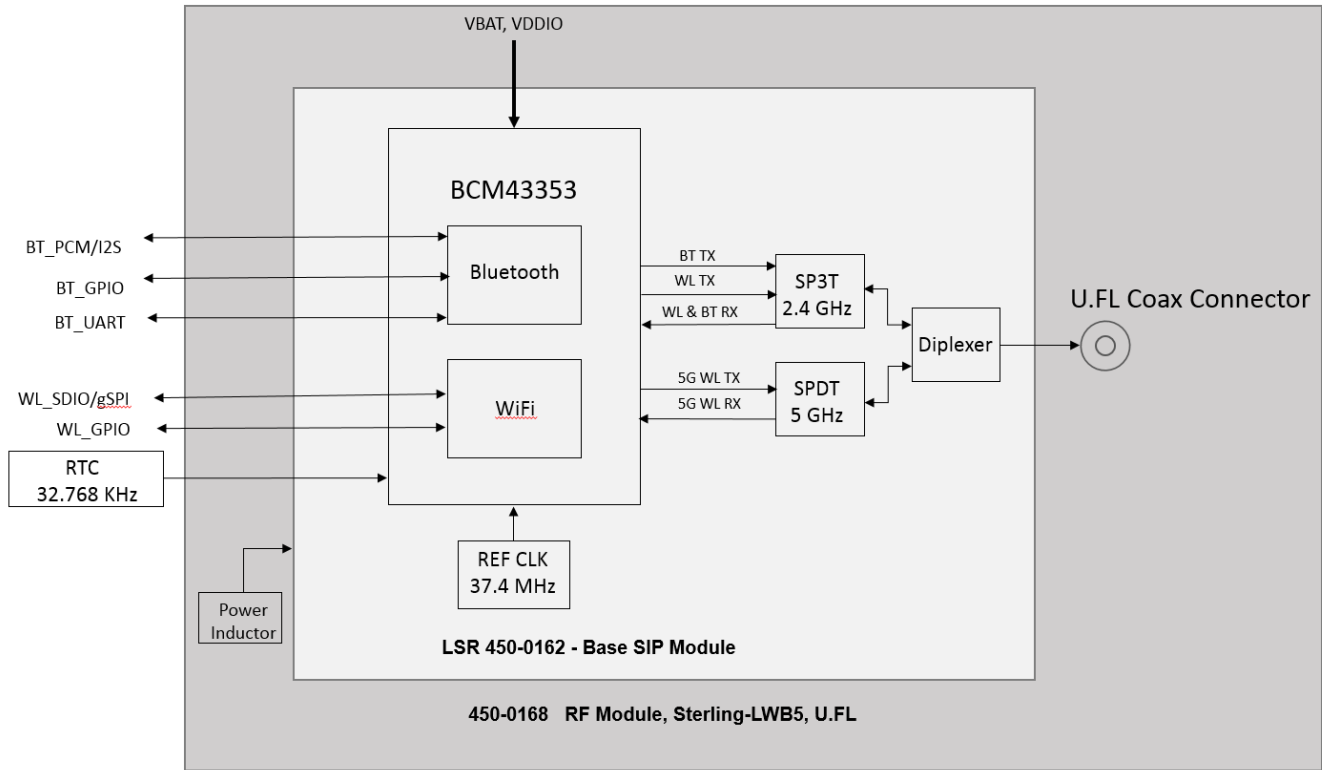 VBAT, VDDIO
BCM43353
BT_PCM/I2S
Bluetooth
BT_GPIO
BT_UART
BT TX
WL TX
WL & BT RX
SP3T
2.4 GHz
U.FL Coax Connector
Diplexer
WL_SDIO/gSPI
WiFi
WL_GPIO
5G WL TX
5G WL RX
SPDT
5 GHz
RTC
32.768 KHz
REF CLK
37.4 MHz
Power
Inductor
LSR 450-0162 - Base SIP Module
450-0168 RF Module, Sterling-LWB5, U.FL